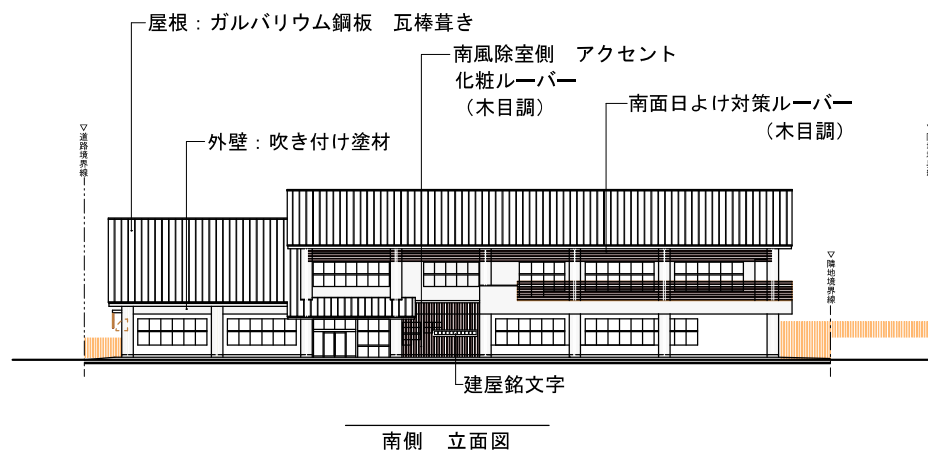 屋根：ガルバリウム鋼板　瓦棒葺き
南風除室側　アクセント
化粧ルーバー
（木目調）
南面日よけ対策ルーバー
（木目調）
▽道路境界線
外壁：吹き付け塗材
▽隣地境界線
建屋銘文字
南側　立面図